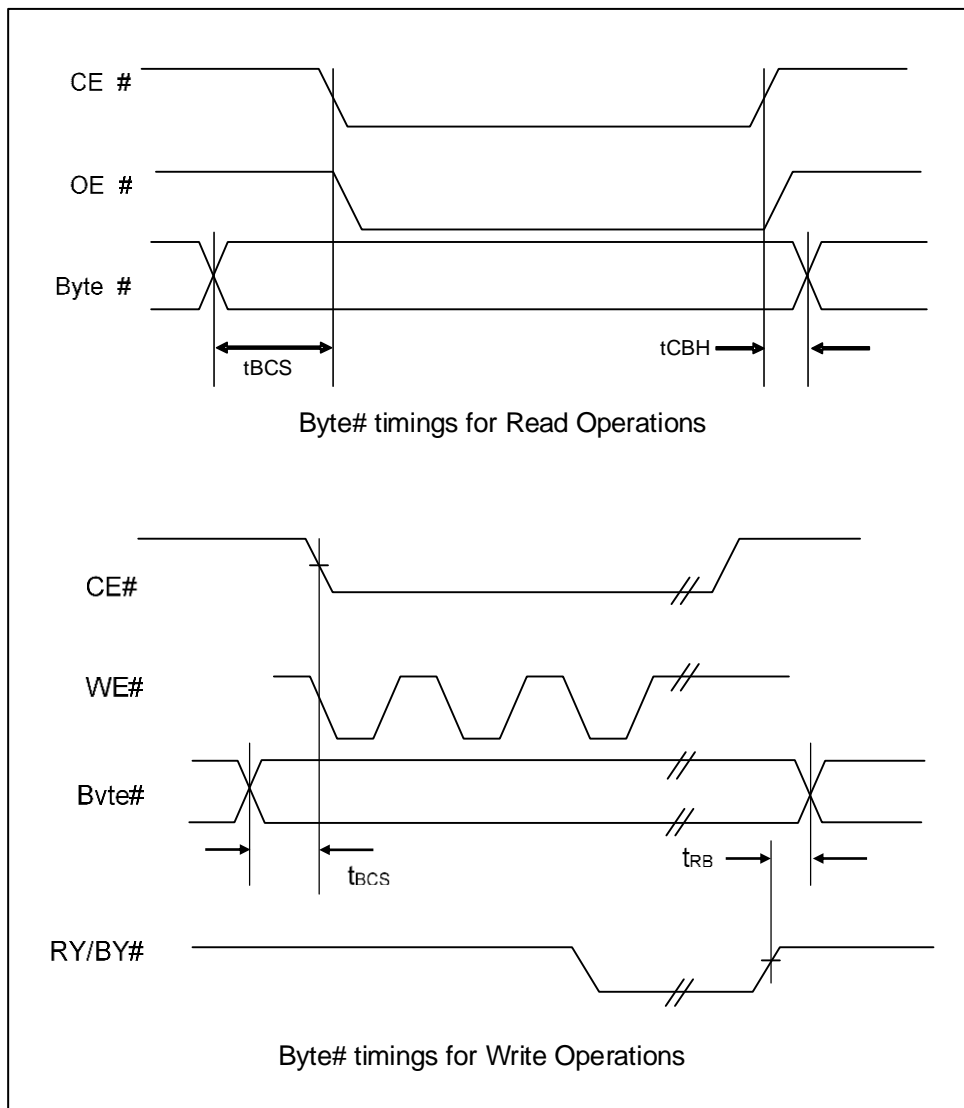 CE #
OE #
Byte #
tBCS
tCBH
Byte# timings for Read Operations
CE#
WE#
Bvte#
tBCS
tRB
RY/BY#
Byte# timings for Write Operations